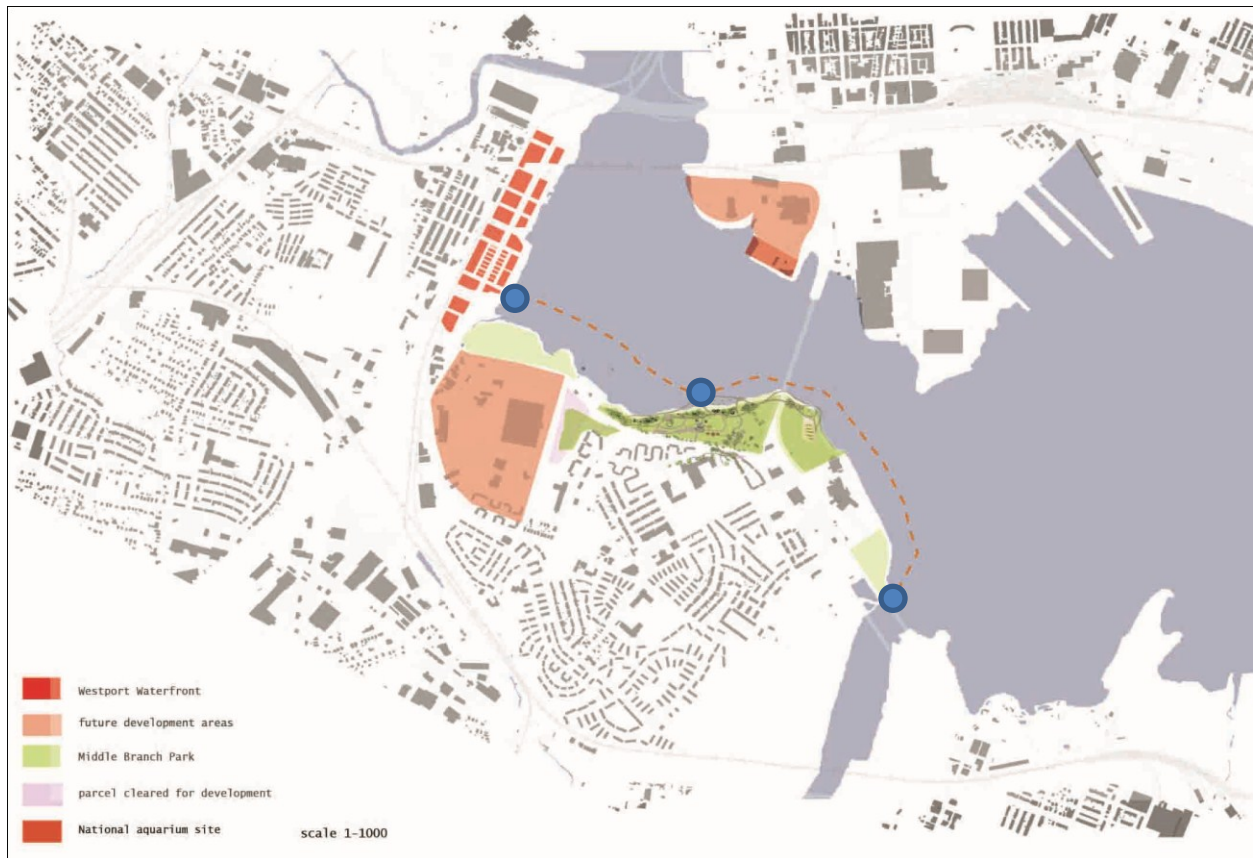 Westport Waterfront
future development areas
Middle Branch Park
parcel cleared for development
National aquarium site
scale 1-1000